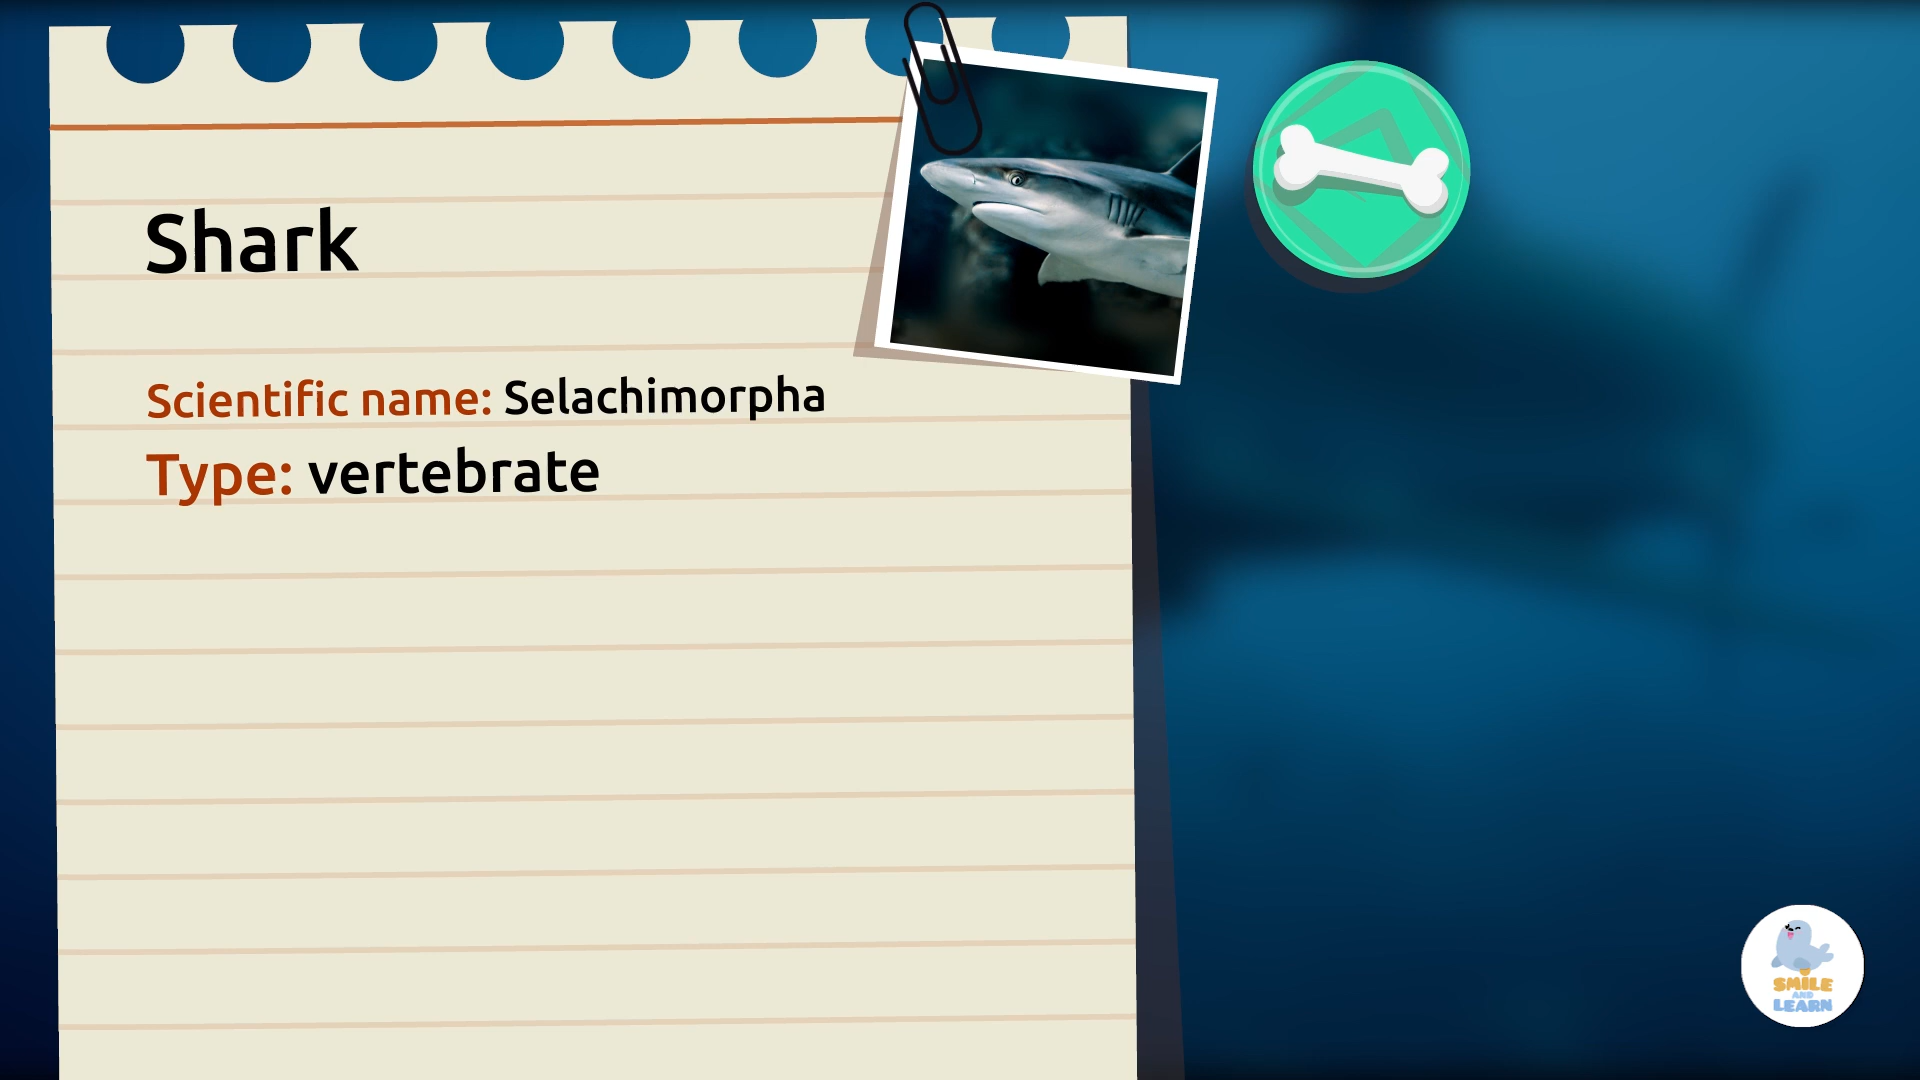 Shark
Scientific name: Selachimorpha
Type: vertebrate
SMILE
AND
LEARN